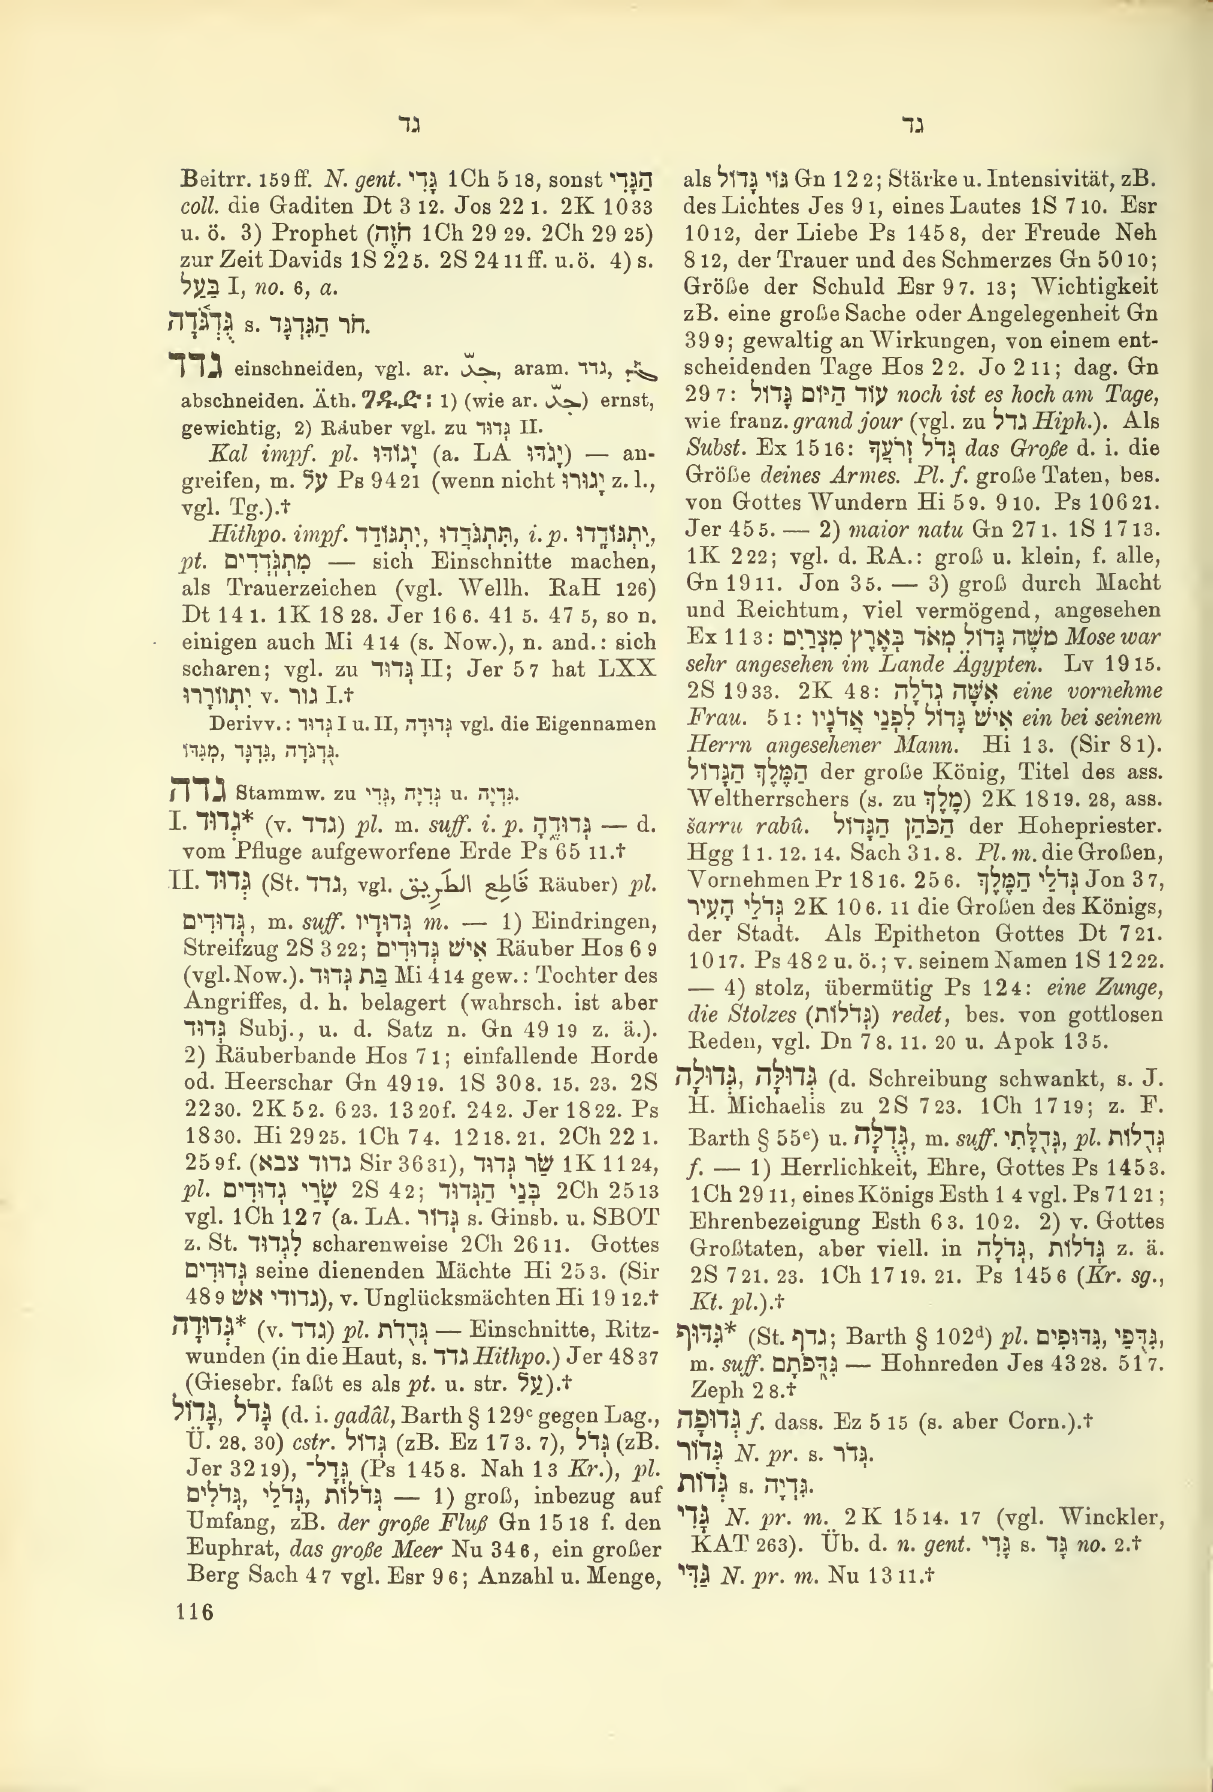 גד
גד
Beitrr. 159 ff. N. gent. גָּדִי 1Ch 5 18, sonst הַגָּדִי
coll. die Gaditen Dt 3 12. Jos 22 1. 2K 10 33
u. ö. 3) Prophet (חֹזֶה 1Ch 29 29. 2Ch 29 25)
zur Zeit Davids 1S 22 5. 2S 24 11 ff. u. ö. 4) s.
בַּעַל I, no. 6, a.
גֻּדְגֹּדָה s. חֹר הַגִּדְגָּד.
גדד einschneiden, vgl. ar. جدّ, aram. גדד,
abschneiden. Äth. 1) (wie ar. جدّ) ernst,
gewichtig, 2) Räuber vgl. zu גְּדוּד II.
Kal impf. pl. יָגוֹדּוּ (a. LA יָגֹדּוּ) — an-
greifen, m. עַל Ps 94 21 (wenn nicht יָגוּרוּ z. l.,
vgl. Tg.).†
Hithpo. impf. יִתְגּוֹדַד, תִּתְגֹּדְדוּ, i. p. יִתְגּוֹדָדוּ,
pt. מִתְגֹּדְדִים — sich Einschnitte machen,
als Trauerzeichen (vgl. Wellh. RaH 126)
Dt 14 1. 1K 18 28. Jer 16 6. 41 5. 47 5, so n.
einigen auch Mi 4 14 (s. Now.), n. and.: sich
scharen; vgl. zu גְּדוּד II; Jer 5 7 hat LXX
יִתְגּוֹרְרוּ v. גור I.†
Derivv.: גְּדוּד I u. II, גְּדוּדָה vgl. die Eigennamen
מְגִדּוֹ, גִּדְגָּד, גֻּדְגֹּדָה.
גדה Stammw. zu גְּדִי, גְּדִיָּה u. גִּדְיָה.
I. גְּדוּד* (v. גדד) pl. m. suff. i. p. גְּדוּדֶהָ — d.
vom Pfluge aufgeworfene Erde Ps 65 11.†
II. גְּדוּד (St. גדד, vgl. قَاطِع الطَّرِيق Räuber) pl.
גְּדוּדִים, m. suff. גְּדוּדָיו m. — 1) Eindringen,
Streifzug 2S 3 22; אִישׁ גְּדוּדִים Räuber Hos 6 9
(vgl. Now.). בַּת גְּדוּד Mi 4 14 gew.: Tochter des
Angriffes, d. h. belagert (wahrsch. ist aber
גְּדוּד Subj., u. d. Satz n. Gn 49 19 z. ä.).
2) Räuberbande Hos 7 1; einfallende Horde
od. Heerschar Gn 49 19. 1S 30 8. 15. 23. 2S
22 30. 2K 5 2. 6 23. 13 20 f. 24 2. Jer 18 22. Ps
18 30. Hi 29 25. 1Ch 7 4. 12 18. 21. 2Ch 22 1.
25 9 f. (גדוד צבא Sir 36 31), שַׂר גְּדוּד 1K 11 24,
pl. שָׂרֵי גְדוּדִים 2S 4 2; בְּנֵי הַגְּדוּד 2Ch 25 13
vgl. 1Ch 12 7 (a. LA. גְּדוֹר s. Ginsb. u. SBOT
z. St. לִגְדוּד scharenweise 2Ch 26 11. Gottes
גְּדוּדִים seine dienenden Mächte Hi 25 3. (Sir
48 9 גדודי אש), v. Unglücksmächten Hi 19 12.†
גְּדוּדָה* (v. גדד) pl. גְּדֻדֹת — Einschnitte, Ritz-
wunden (in die Haut, s. גדד Hithpo.) Jer 48 37
(Giesebr. faßt es als pt. u. str. עַל).†
גָּדֹל, גָּדוֹל (d. i. gadâl, Barth § 129ᶜ gegen Lag.,
Ü. 28. 30) cstr. גְּדוֹל (zB. Ez 17 3. 7), גְּדֹל (zB.
Jer 32 19), גְּדָל־ (Ps 145 8. Nah 1 3 Kr.), pl.
גְּדֹלִים, גְּדֹלֵי, גְּדֹלוֹת — 1) groß, inbezug auf
Umfang, zB. der große Fluß Gn 15 18 f. den
Euphrat, das große Meer Nu 34 6, ein großer
Berg Sach 4 7 vgl. Esr 9 6; Anzahl u. Menge,
116
als גּוֹי גָּדוֹל Gn 12 2; Stärke u. Intensivität, zB.
des Lichtes Jes 9 1, eines Lautes 1S 7 10. Esr
10 12, der Liebe Ps 145 8, der Freude Neh
8 12, der Trauer und des Schmerzes Gn 50 10;
Größe der Schuld Esr 9 7. 13; Wichtigkeit
zB. eine große Sache oder Angelegenheit Gn
39 9; gewaltig an Wirkungen, von einem ent-
scheidenden Tage Hos 2 2. Jo 2 11; dag. Gn
29 7: עוֹד הַיּוֹם גָּדוֹל noch ist es hoch am Tage,
wie franz. grand jour (vgl. zu גדל Hiph.). Als
Subst. Ex 15 16: גְּדֹל זְרֹעֲךָ das Große d. i. die
Größe deines Armes. Pl. f. große Taten, bes.
von Gottes Wundern Hi 5 9. 9 10. Ps 106 21.
Jer 45 5. — 2) maior natu Gn 27 1. 1S 17 13.
1K 2 22; vgl. d. RA.: groß u. klein, f. alle,
Gn 19 11. Jon 3 5. — 3) groß durch Macht
und Reichtum, viel vermögend, angesehen
Ex 11 3: מֹשֶׁה גָּדוֹל מְאֹד בְּאֶרֶץ מִצְרַיִם Mose war
sehr angesehen im Lande Ägypten. Lv 19 15.
2S 19 33. 2K 4 8: אִשָּׁה גְדֹלָה eine vornehme
Frau. 5 1: אִישׁ גָּדוֹל לִפְנֵי אֲדֹנָיו ein bei seinem
Herrn angesehener Mann. Hi 1 3. (Sir 8 1).
הַמֶּלֶךְ הַגָּדוֹל der große König, Titel des ass.
Weltherrschers (s. zu מֶלֶךְ) 2K 18 19. 28, ass.
šarru rabû. הַכֹּהֵן הַגָּדוֹל der Hohepriester.
Hgg 1 1. 12. 14. Sach 3 1. 8. Pl. m. die Großen,
Vornehmen Pr 18 16. 25 6. גְּדֹלֵי הַמֶּלֶךְ Jon 3 7,
גְּדֹלֵי הָעִיר 2K 10 6. 11 die Großen des Königs,
der Stadt. Als Epitheton Gottes Dt 7 21.
10 17. Ps 48 2 u. ö.; v. seinem Namen 1S 12 22.
— 4) stolz, übermütig Ps 12 4: eine Zunge,
die Stolzes (גְּדֹלוֹת) redet, bes. von gottlosen
Reden, vgl. Dn 7 8. 11. 20 u. Apok 13 5.
גְּדוּלָּה, גְּדוּלָה (d. Schreibung schwankt, s. J.
H. Michaelis zu 2S 7 23. 1Ch 17 19; z. F.
Barth § 55ᵉ) u. גְּדֻלָּה, m. suff. גְּדֻלָּתִי, pl. גְּדֻלּוֹת
f. — 1) Herrlichkeit, Ehre, Gottes Ps 145 3.
1Ch 29 11, eines Königs Esth 1 4 vgl. Ps 71 21;
Ehrenbezeigung Esth 6 3. 10 2. 2) v. Gottes
Großtaten, aber viell. in גְּדֹלָה, גְּדֹלוֹת z. ä.
2S 7 21. 23. 1Ch 17 19. 21. Ps 145 6 (Kr. sg.,
Kt. pl.).†
גִּדּוּף* (St. גדף; Barth § 102ᵈ) pl. גִּדּוּפִים, גִּדֻּפֵי,
m. suff. גִּדֻּפֹתָם — Hohnreden Jes 43 28. 51 7.
Zeph 2 8.†
גְּדוּפָה f. dass. Ez 5 15 (s. aber Corn.).†
גְּדוֹר N. pr. s. גְּדֹר.
גְּדוֹת s. גִּדְיָה.
גָּדִי N. pr. m. 2K 15 14. 17 (vgl. Winckler,
KAT 263). Üb. d. n. gent. גָּדִי s. גָּד no. 2.†
גַּדִּי N. pr. m. Nu 13 11.†